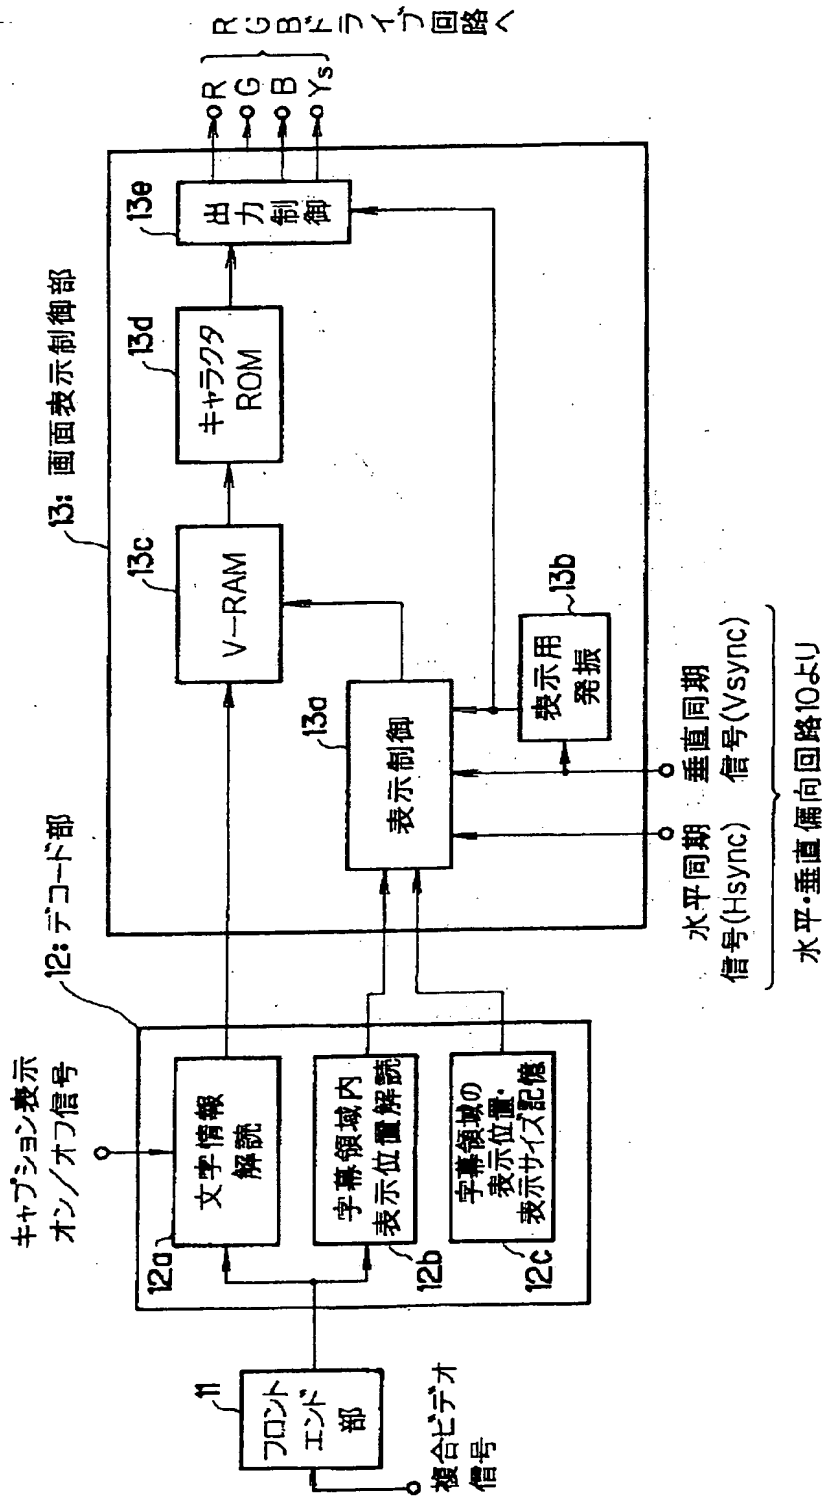 複合ビデオ
信号
11
フロント
エンド
部
キャプション表示
オン／オフ信号
12: デコード部
12a
文字情報
解読
12b
字幕領域内
表示位置解読
12c
字幕領域の
表示位置・
表示サイズ記憶
13: 画面表示制御部
13a
表示制御
13b
表示用
発振
13c
V-RAM
13d
キャラクタ
ROM
13e
出力制御
R
G
B
Ys
RGBドライブ回路へ
水平同期
信号(Hsync)
垂直同期
信号(Vsync)
水平・垂直偏向回路10より